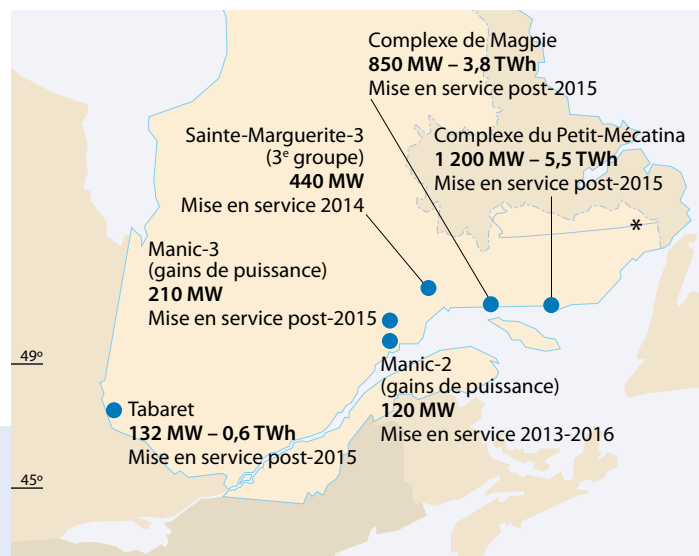 Complexe de Magpie
850 MW – 3,8 TWh
Mise en service post-2015
Sainte-Marguerite-3
(3e groupe)
440 MW
Mise en service 2014
Complexe du Petit-Mécatina
1 200 MW – 5,5 TWh
Mise en service post-2015
*
Manic-3
(gains de puissance)
210 MW
Mise en service post-2015
49º
Manic-2
(gains de puissance)
120 MW
Mise en service 2013-2016
Tabaret
132 MW – 0,6 TWh
Mise en service post-2015
45º